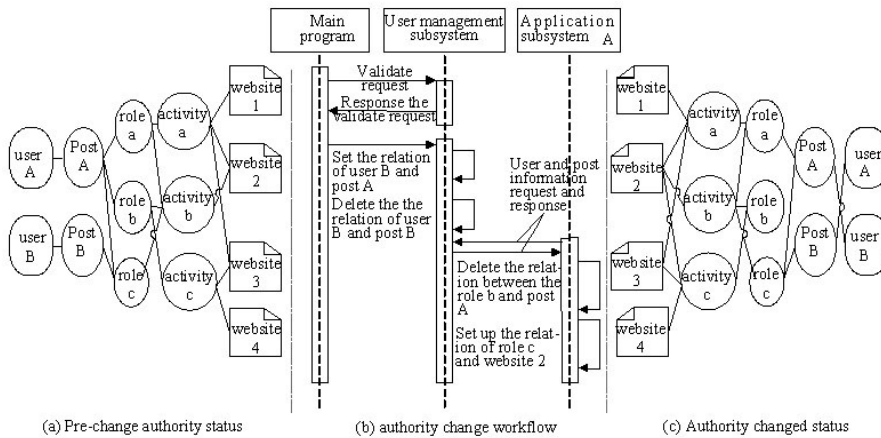 Main
program
User management
subsystem
Application
subsystem A
user
A
user
B
Post
A
Post
B
role
a
role
b
role c
activity
a
activity
b
activity
c
website
1
website
2
website
3
website
4
Validate
request
Response the
validate request
Set the relation
of user B and
post A
Delete the the
relation of user
B and post B
User and post
information
request and
response
Delete the relat-
ion between the
role b and post
A
Set up the relat-
ion of role c
and website 2
website
1
website
2
website
3
website
4
activity
a
activity
b
activity
c
role
a
role
b
role
c
Post
A
Post
B
user
A
user
B
(a) Pre-change authority status
(b) authority change workflow
(c) Authority changed status